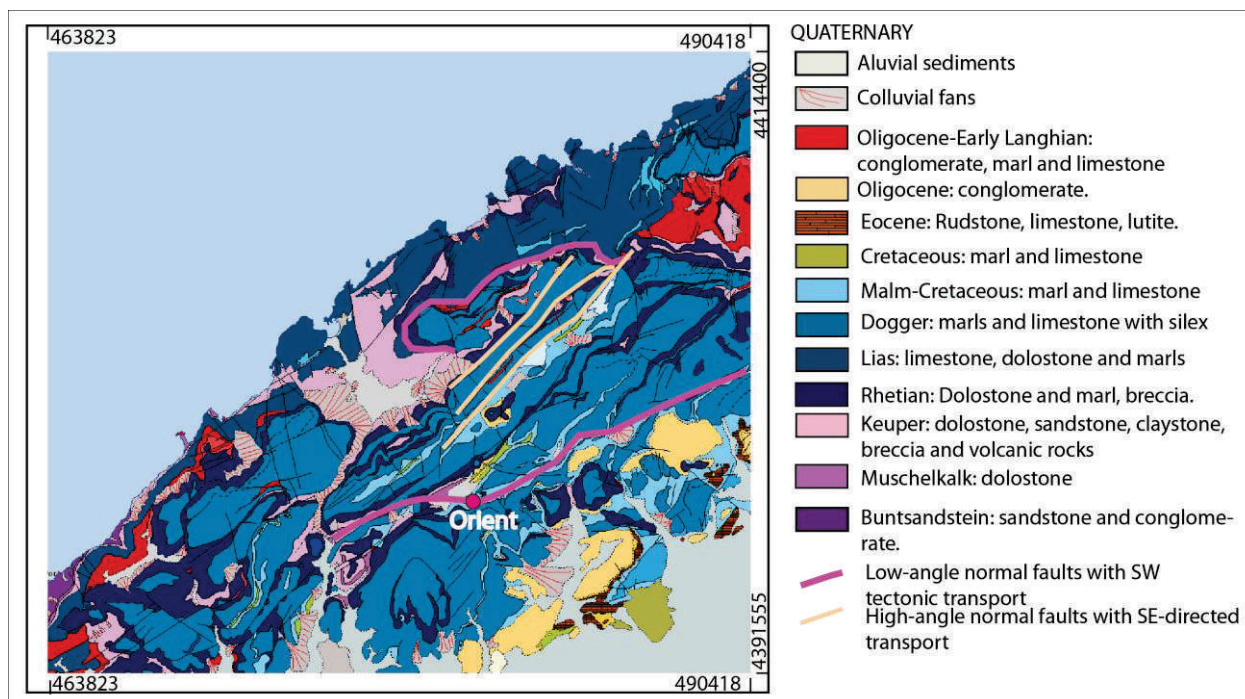 463823
490418
4414400
4391555
463823
490418
Orient
QUATERNARY
Aluvial sediments
Colluvial fans
Oligocene-Early Langhian:
conglomerate, marl and limestone
Oligocene: conglomerate.
Eocene: Rudstone, limestone, lutite.
Cretaceous: marl and limestone
Malm-Cretaceous: marl and limestone
Dogger: marls and limestone with silex
Lias: limestone, dolostone and marls
Rhetian: Dolostone and marl, breccia.
Keuper: dolostone, sandstone, claystone,
breccia and volcanic rocks
Muschelkalk: dolostone
Buntsandstein: sandstone and conglome-
rate.
Low-angle normal faults with SW
tectonic transport
High-angle normal faults with SE-directed
transport